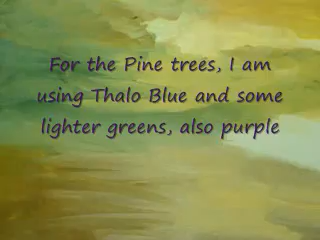 For the Pine trees, I am
using Thalo Blue and some
lighter greens, also purple